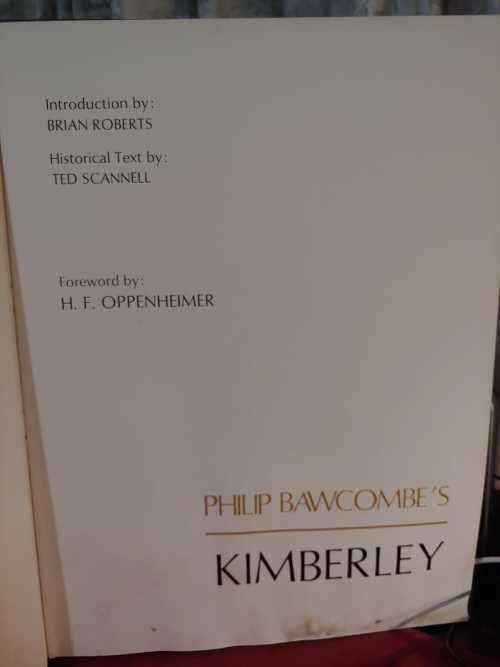 Introduction by:
BRIAN ROBERTS
Historical Text by:
TED SCANNELL
Foreword by:
H. F. OPPENHEIMER
PHILIP BAWCOMBE'S
KIMBERLEY